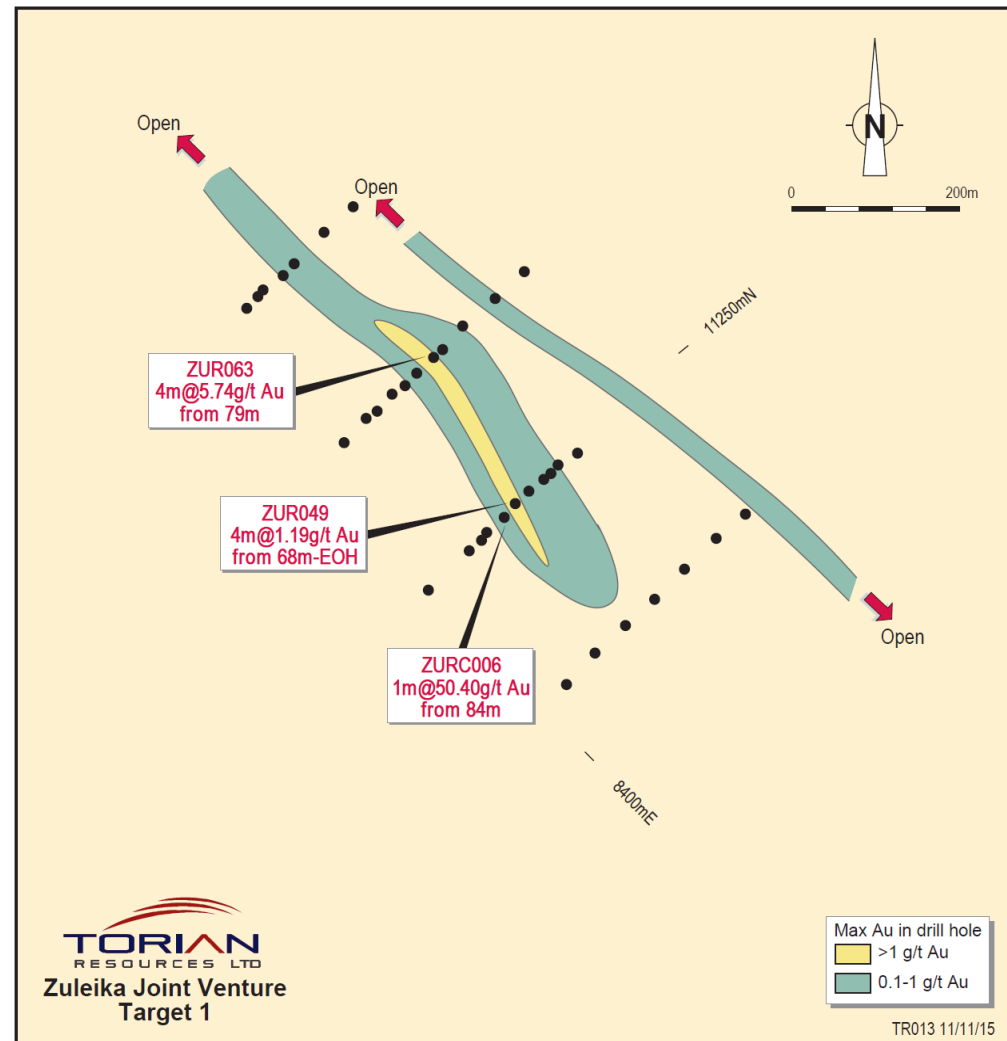 Open
Open
N
0 200m
11250mN
ZUR063
4m@5.74g/t Au
from 79m
ZUR049
4m@1.19g/t Au
from 68m-EOH
Open
ZURC006
1m@50.40g/t Au
from 84m
8400mE
TORIAN
RESOURCES LTD
Zuleika Joint Venture
Target 1
Max Au in drill hole
>1 g/t Au
0.1-1 g/t Au
TR013 11/11/15